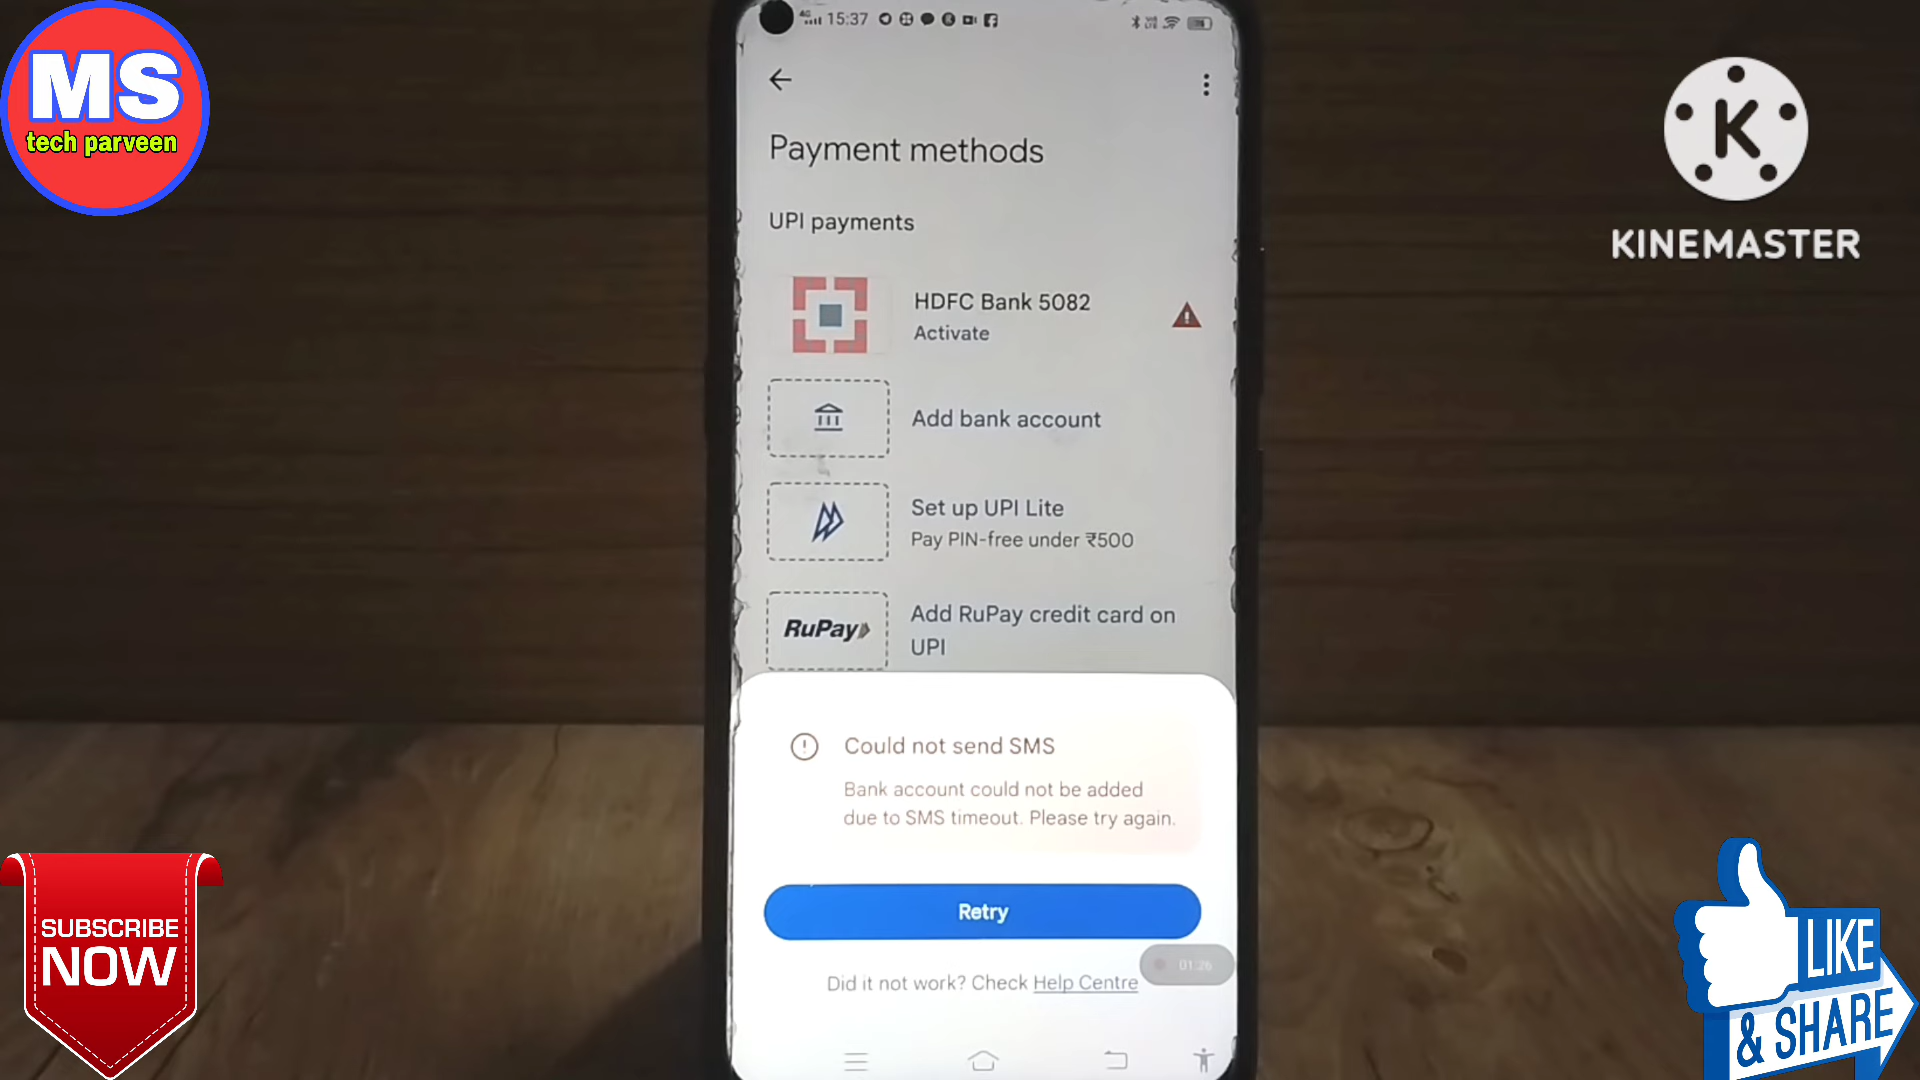 MS
tech parveen
4G 15:37
Payment methods
UPI payments
HDFC Bank 5082
Activate
Add bank account
Set up UPI Lite
Pay PIN-free under ₹500
RuPay
Add RuPay credit card on
UPI
Could not send SMS
Bank account could not be added
due to SMS timeout. Please try again.
Retry
01:26
Did it not work? Check Help Centre
K
KINEMASTER
SUBSCRIBE
NOW
LIKE
& SHARE